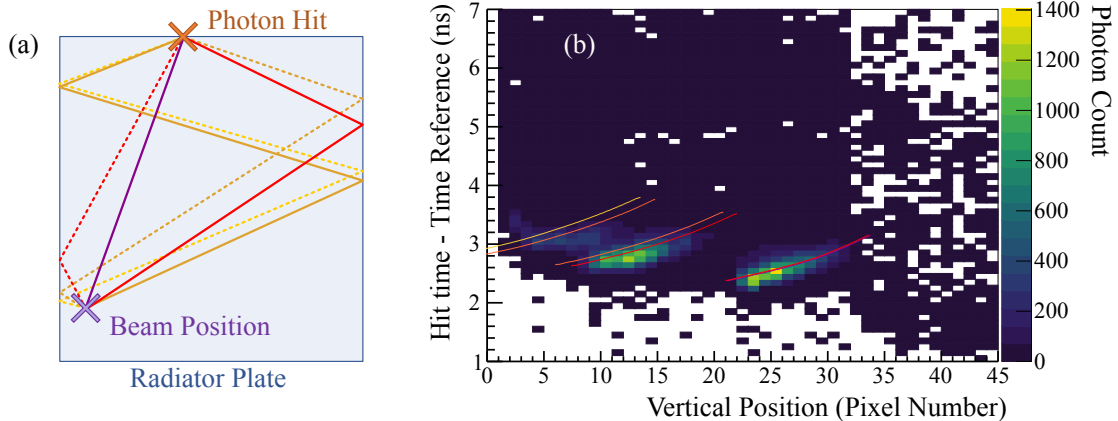 (a)
Photon Hit
Beam Position
Radiator Plate
(b)
Hit time - Time Reference (ns)
7
6
5
4
3
2
1
0 5 10 15 20 25 30 35 40 45
Vertical Position (Pixel Number)
1400
1200
1000
800
600
400
200
0
Photon Count